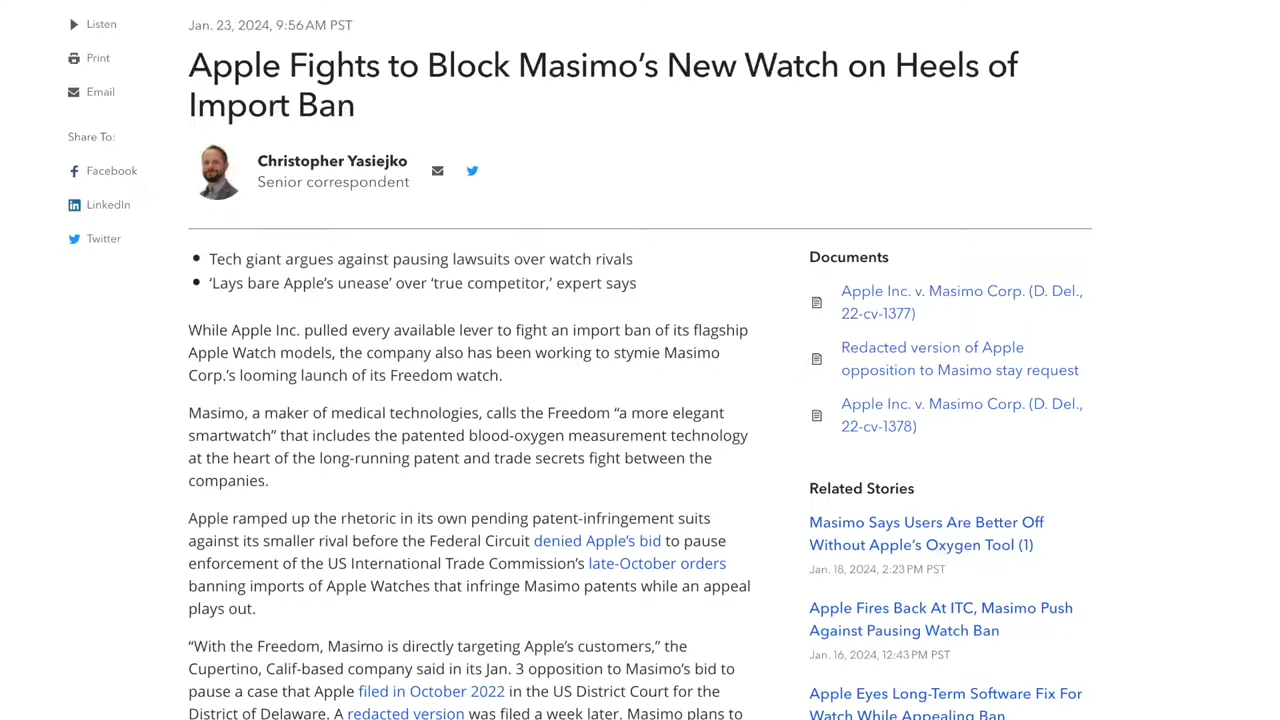 Listen
Print
Email
Share To:
Facebook
LinkedIn
Twitter
Jan. 23, 2024, 9:56 AM PST
Apple Fights to Block Masimo’s New Watch on Heels of
Import Ban
Christopher Yasiejko
Senior correspondent
• Tech giant argues against pausing lawsuits over watch rivals
• ‘Lays bare Apple’s unease’ over ‘true competitor,’ expert says
While Apple Inc. pulled every available lever to fight an import ban of its flagship
Apple Watch models, the company also has been working to stymie Masimo
Corp.’s looming launch of its Freedom watch.
Masimo, a maker of medical technologies, calls the Freedom “a more elegant
smartwatch” that includes the patented blood-oxygen measurement technology
at the heart of the long-running patent and trade secrets fight between the
companies.
Apple ramped up the rhetoric in its own pending patent-infringement suits
against its smaller rival before the Federal Circuit denied Apple’s bid to pause
enforcement of the US International Trade Commission’s late-October orders
banning imports of Apple Watches that infringe Masimo patents while an appeal
plays out.
“With the Freedom, Masimo is directly targeting Apple’s customers,” the
Cupertino, Calif-based company said in its Jan. 3 opposition to Masimo’s bid to
pause a case that Apple filed in October 2022 in the US District Court for the
District of Delaware. A redacted version was filed a week later. Masimo plans to
Documents
Apple Inc. v. Masimo Corp. (D. Del.,
22-cv-1377)
Redacted version of Apple
opposition to Masimo stay request
Apple Inc. v. Masimo Corp. (D. Del.,
22-cv-1378)
Related Stories
Masimo Says Users Are Better Off
Without Apple’s Oxygen Tool (1)
Jan. 18, 2024, 2:23 PM PST
Apple Fires Back At ITC, Masimo Push
Against Pausing Watch Ban
Jan. 16, 2024, 12:43 PM PST
Apple Eyes Long-Term Software Fix For
Watch While Appealing Ban